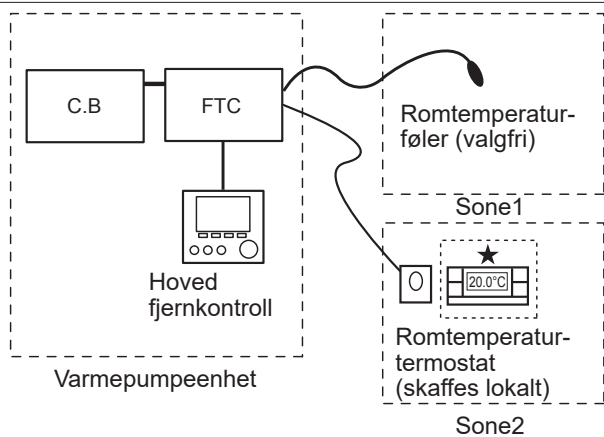 C.B
FTC
Hoved
fjernkontroll
Varmepumpeenhet
Romtemperatur-
føler (valgfri)
Sone1
20.0°C
Romtemperatur-
termostat
(skaffes lokalt)
Sone2